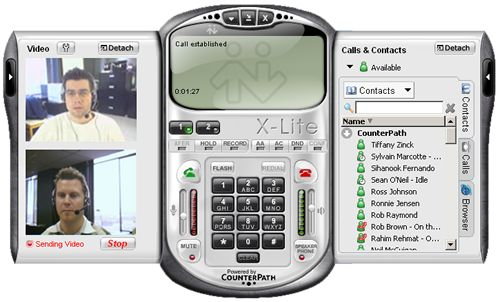 Video
Detach
Sending Video
Stop
Call established
0:01:27
1
2
X-Lite
XFER HOLD RECORD AA AC DND CONF
FLASH REDIAL
1 2 ABC 3 DEF
4 GHI 5 JKL 6 MNO
7 PQRS 8 TUV 9 WXYZ
* 0 #
MUTE
CLEAR
SPEAKER PHONE
Powered by
COUNTERPATH
Calls & Contacts
Detach
Available
Contacts
Name
CounterPath
Tiffany Zinck
Sylvain Marcotte - ...
Sihanook Fernando
Sean O'Neil - Idle
Ross Johnson
Ronnie Jensen
Rob Raymond
Rob Brown - On th...
Rahim Rehmat - O...
Neil McGuigan
Contacts
Calls
Browser